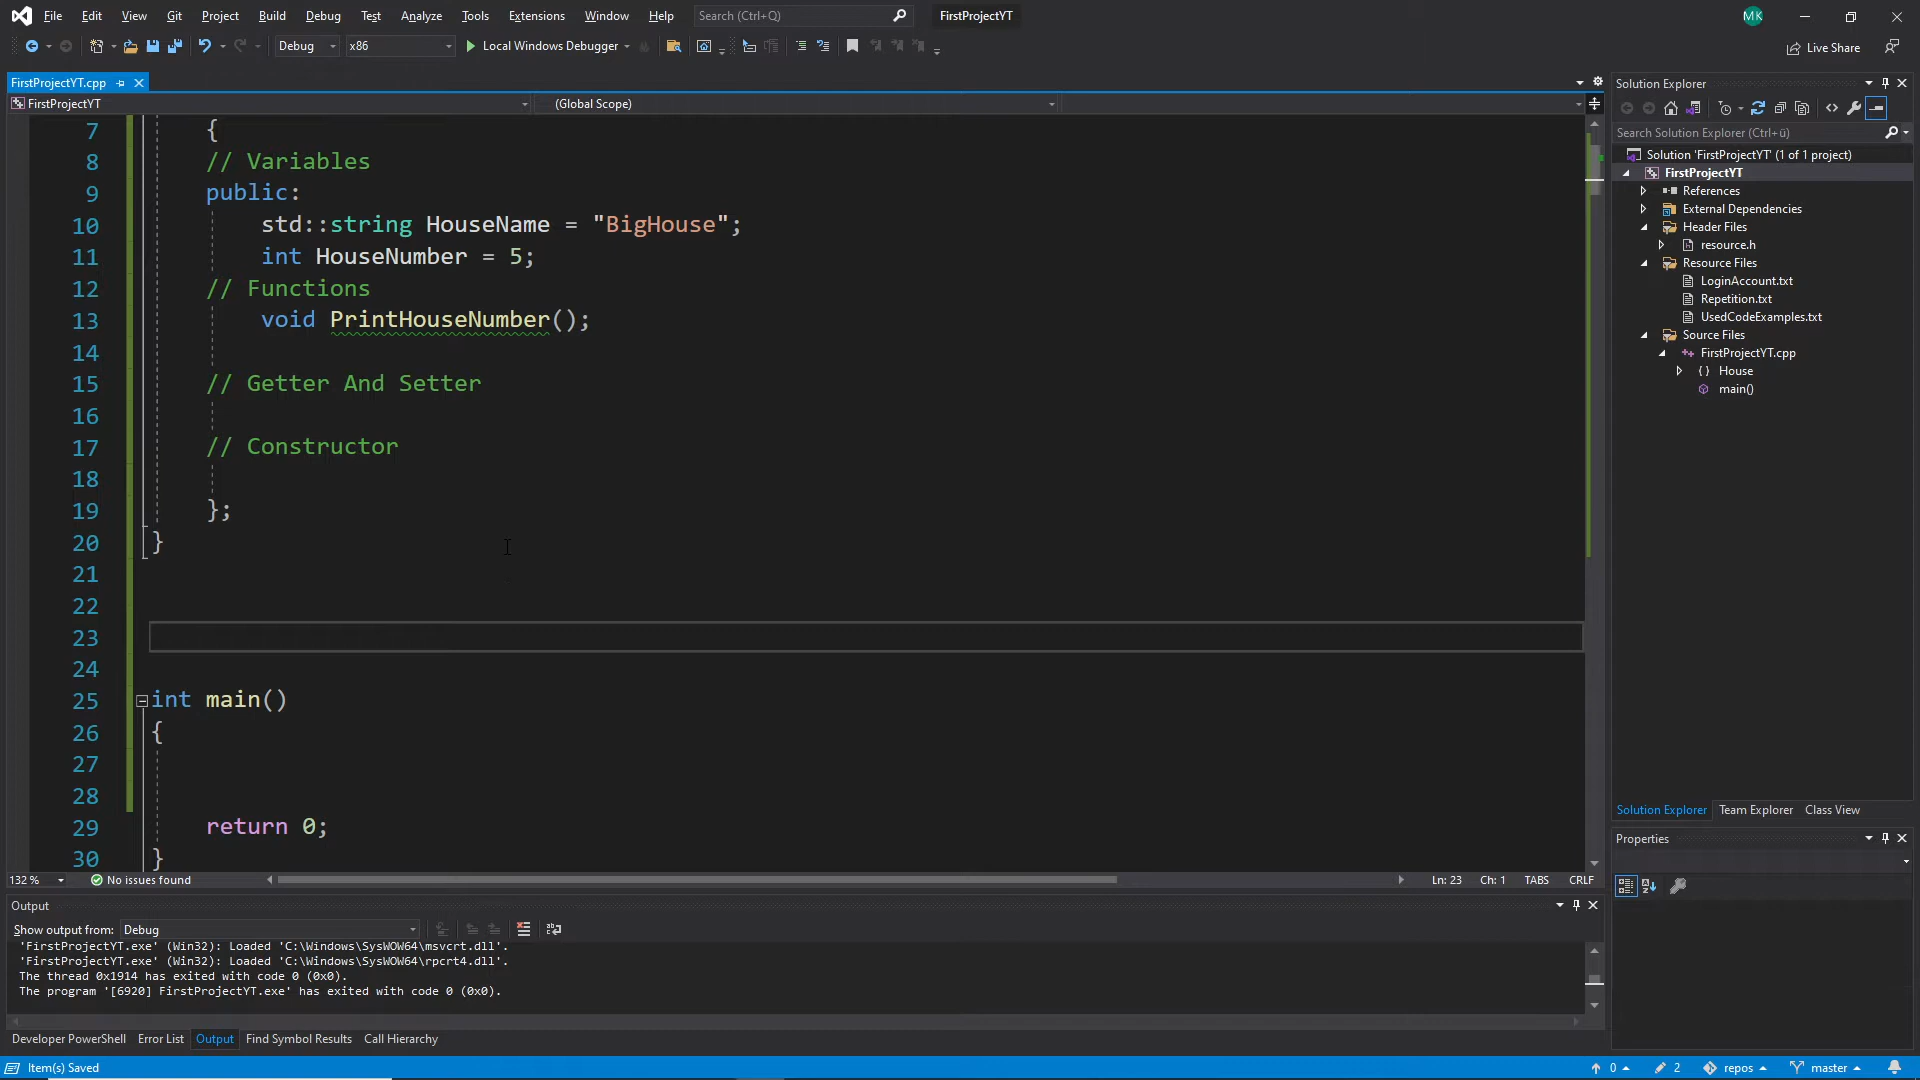 File Edit View Git Project Build Debug Test Analyze Tools Extensions Window Help Search (Ctrl+Q) FirstProjectYT MK
Debug x86 Local Windows Debugger Live Share
FirstProjectYT.cpp
FirstProjectYT (Global Scope)
7 {
8 // Variables
9 public:
10 std::string HouseName = "BigHouse";
11 int HouseNumber = 5;
12 // Functions
13 void PrintHouseNumber();
14
15 // Getter And Setter
16
17 // Constructor
18
19 };
20 }
21
22
23
24
25 int main()
26 {
27
28
29 return 0;
30 }
132 % No issues found Ln: 23 Ch: 1 TABS CRLF
Output
Show output from: Debug
'FirstProjectYT.exe' (Win32): Loaded 'C:\Windows\SysWOW64\msvcrt.dll'.
'FirstProjectYT.exe' (Win32): Loaded 'C:\Windows\SysWOW64\rpcrt4.dll'.
The thread 0x1914 has exited with code 0 (0x0).
The program '[6920] FirstProjectYT.exe' has exited with code 0 (0x0).
Developer PowerShell Error List Output Find Symbol Results Call Hierarchy
Item(s) Saved 0 2 repos master
Solution Explorer
Search Solution Explorer (Ctrl+ü)
Solution 'FirstProjectYT' (1 of 1 project)
FirstProjectYT
References
External Dependencies
Header Files
resource.h
Resource Files
LoginAccount.txt
Repetition.txt
UsedCodeExamples.txt
Source Files
FirstProjectYT.cpp
{ } House
main()
Solution Explorer Team Explorer Class View
Properties